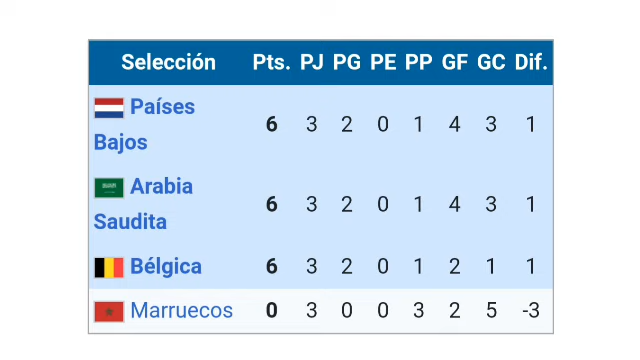 Selección Pts. PJ PG PE PP GF GC Dif.
Países
Bajos
6 3 2 0 1 4 3 1
Arabia
Saudita
6 3 2 0 1 4 3 1
Bélgica 6 3 2 0 1 2 1 1
Marruecos 0 3 0 0 3 2 5 -3